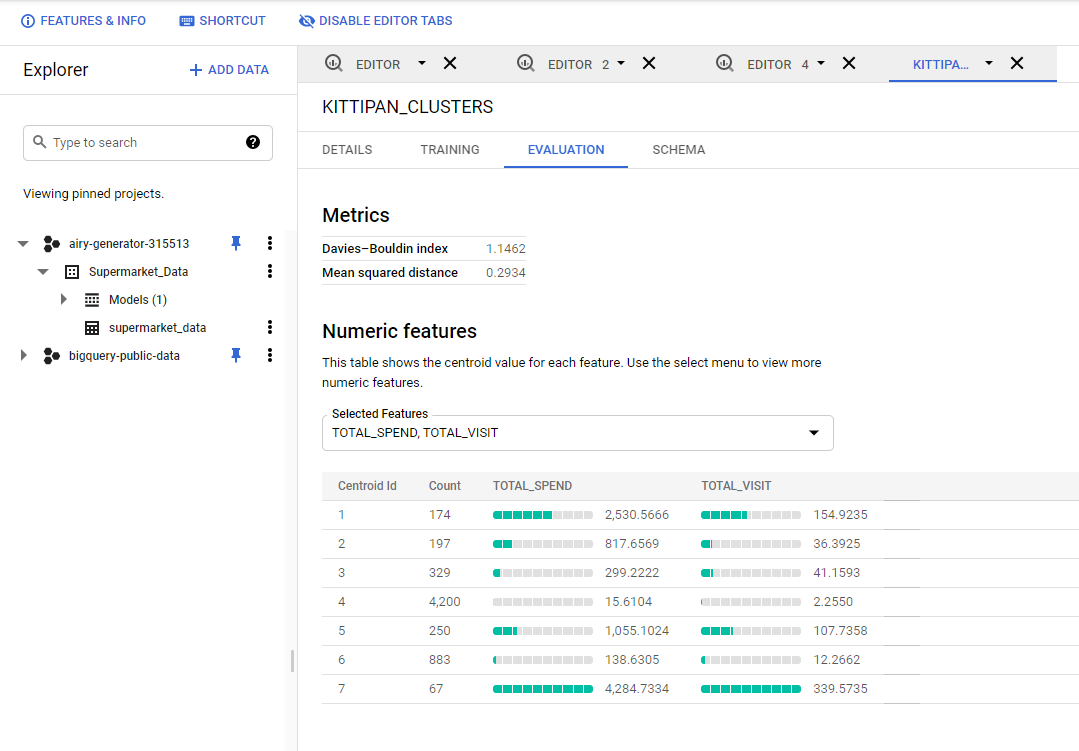 FEATURES & INFO SHORTCUT DISABLE EDITOR TABS
Explorer + ADD DATA
Type to search
Viewing pinned projects.
airy-generator-315513
Supermarket_Data
Models (1)
supermarket_data
bigquery-public-data
EDITOR EDITOR 2 EDITOR 4 KITTIPA...
KITTIPAN_CLUSTERS
DETAILS TRAINING EVALUATION SCHEMA
Metrics
Davies–Bouldin index 1.1462
Mean squared distance 0.2934
Numeric features
This table shows the centroid value for each feature. Use the select menu to view more
numeric features.
Selected Features
TOTAL_SPEND, TOTAL_VISIT
Centroid Id Count TOTAL_SPEND TOTAL_VISIT
1 174 2,530.5666 154.9235
2 197 817.6569 36.3925
3 329 299.2222 41.1593
4 4,200 15.6104 2.2550
5 250 1,055.1024 107.7358
6 883 138.6305 12.2662
7 67 4,284.7334 339.5735